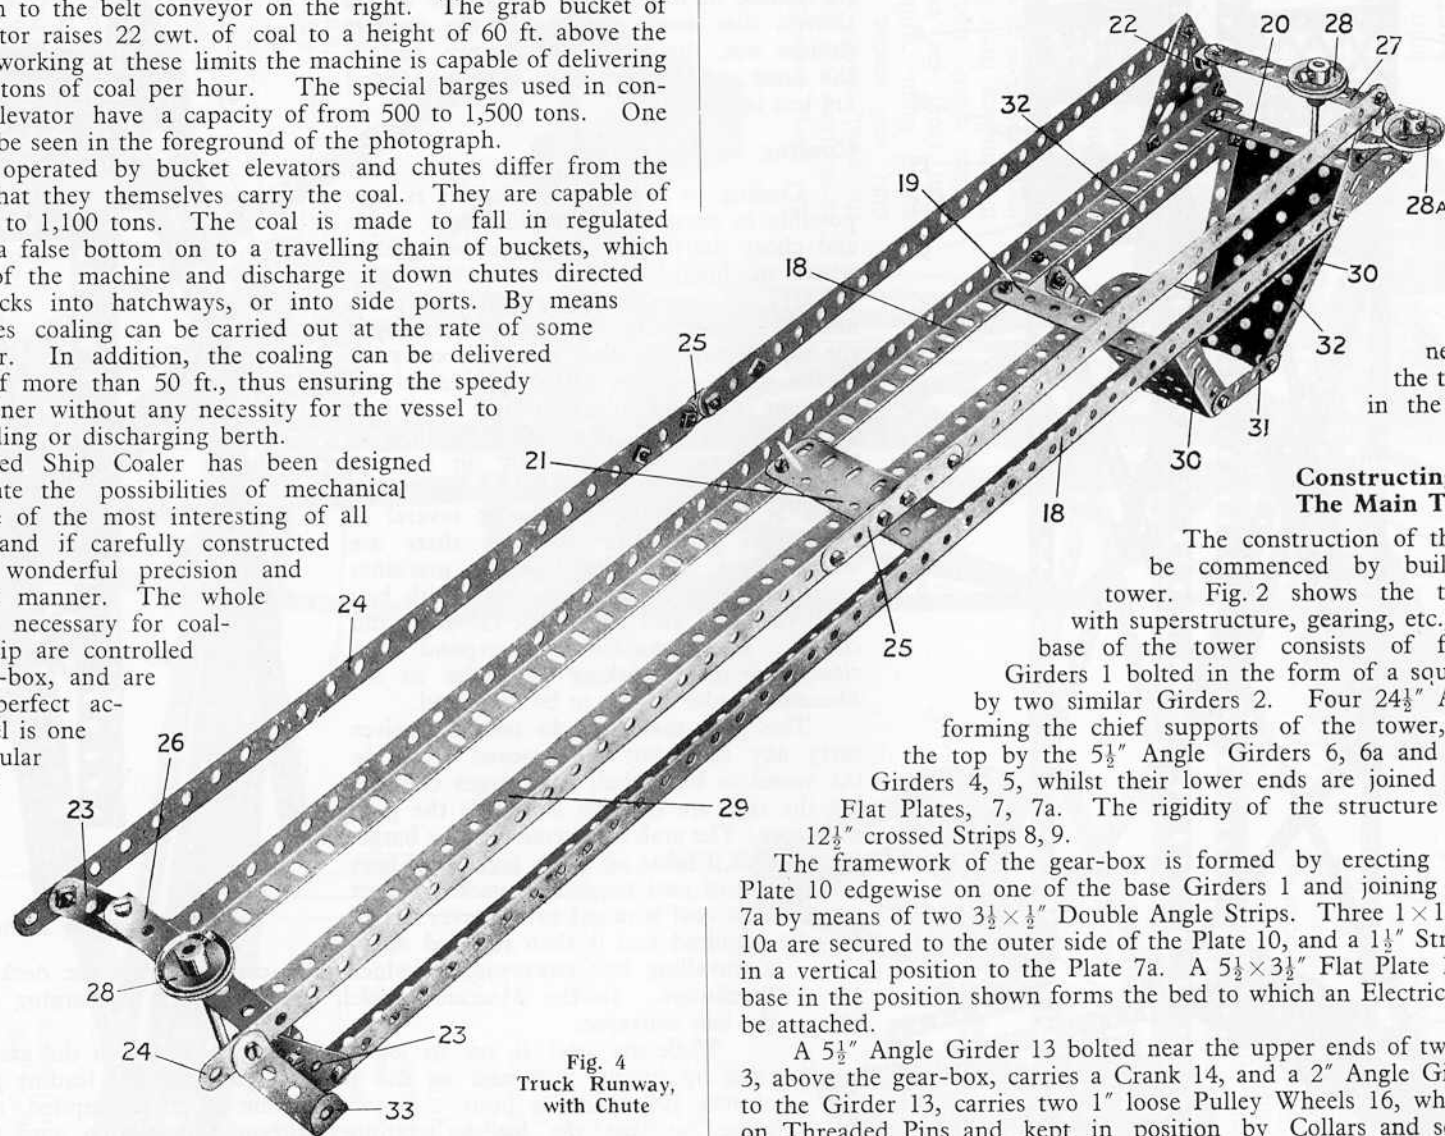 n to the belt conveyor on the right. The grab bucket of
tor raises 22 cwt. of coal to a height of 60 ft. above the
working at these limits the machine is capable of delivering
tons of coal per hour. The special barges used in con-
levator have a capacity of from 500 to 1,500 tons. One
be seen in the foreground of the photograph.
operated by bucket elevators and chutes differ from the
hat they themselves carry the coal. They are capable of
to 1,100 tons. The coal is made to fall in regulated
a false bottom on to a travelling chain of buckets, which
of the machine and discharge it down chutes directed
cks into hatchways, or into side ports. By means
es coaling can be carried out at the rate of some
r. In addition, the coaling can be delivered
f more than 50 ft., thus ensuring the speedy
ner without any necessity for the vessel to
ling or discharging berth.
ed Ship Coaler has been designed
ate the possibilities of mechanical
e of the most interesting of all
and if carefully constructed
wonderful precision and
manner. The whole
necessary for coal-
ip are controlled
-box, and are
perfect ac-
el is one
ular
22
20
28
27
32
19
28A
18
30
25
32
31
30
21
18
24
25
26
23
29
28
23
24
33
Fig. 4
Truck Runway,
with Chute
ne
the t
in the
Constructing
The Main T
The construction of th
be commenced by buil
tower. Fig. 2 shows the t
with superstructure, gearing, etc.
base of the tower consists of f
Girders 1 bolted in the form of a squ
by two similar Girders 2. Four 24½″ A
forming the chief supports of the tower,
the top by the 5½″ Angle Girders 6, 6a and
Girders 4, 5, whilst their lower ends are joined
Flat Plates, 7, 7a. The rigidity of the structure
12½″ crossed Strips 8, 9.
The framework of the gear-box is formed by erecting
Plate 10 edgewise on one of the base Girders 1 and joining
7a by means of two 3½×½″ Double Angle Strips. Three 1×1
10a are secured to the outer side of the Plate 10, and a 1½″ Str
in a vertical position to the Plate 7a. A 5½×3½″ Flat Plate 1
base in the position shown forms the bed to which an Electric
be attached.
A 5½″ Angle Girder 13 bolted near the upper ends of tw
3, above the gear-box, carries a Crank 14, and a 2″ Angle Gi
to the Girder 13, carries two 1″ loose Pulley Wheels 16, wh
on Threaded Pins and kept in position by Collars and s